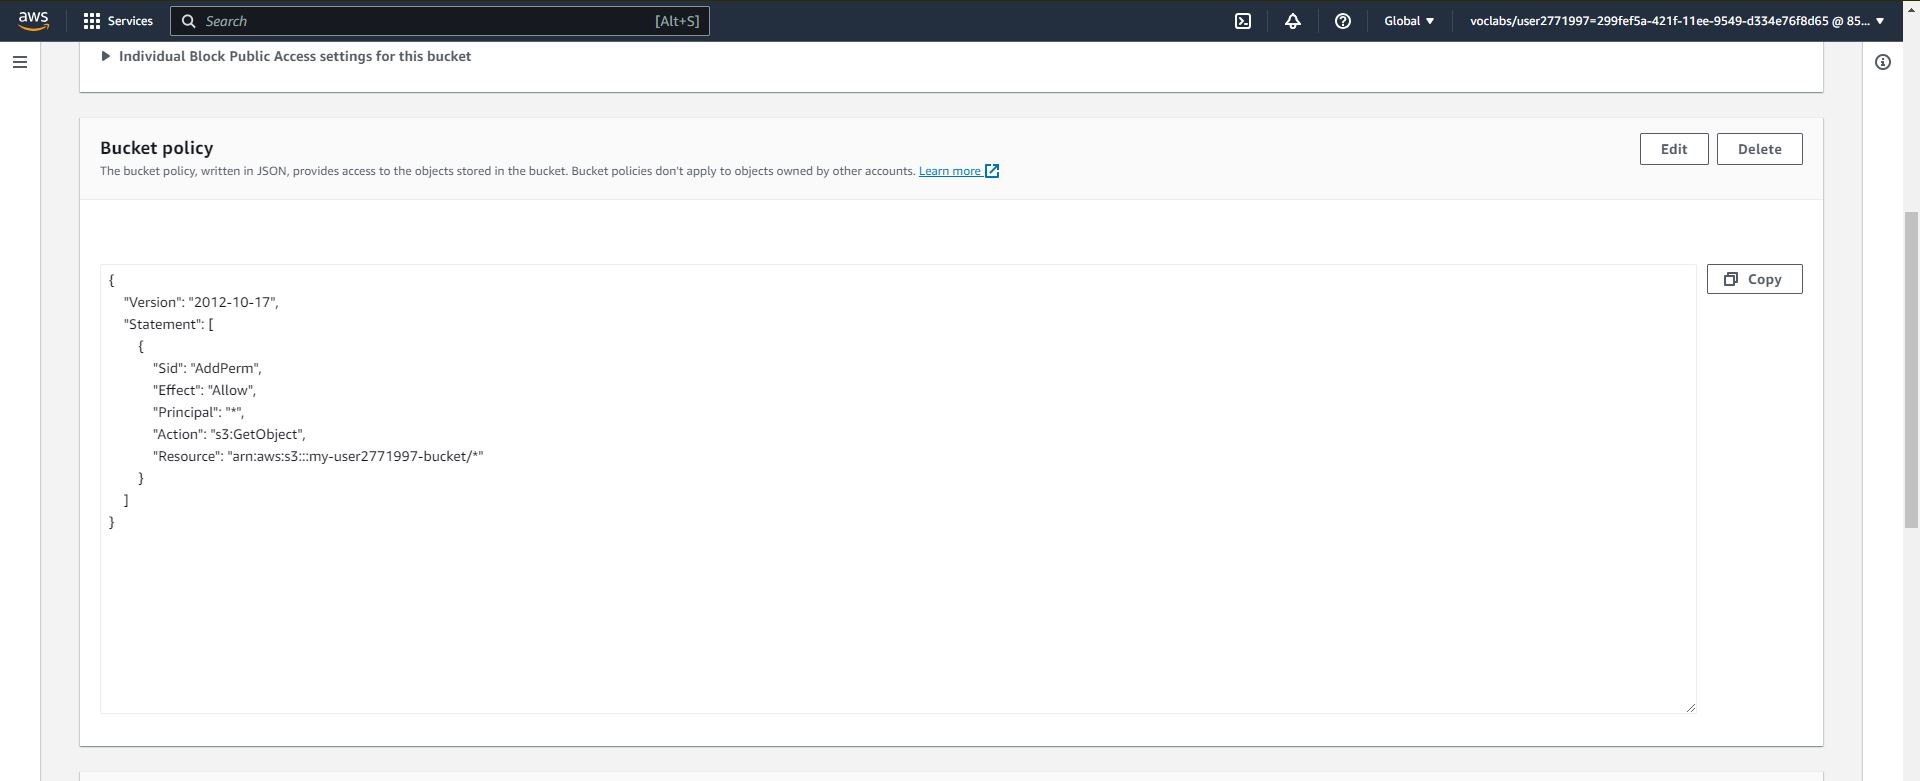 aws Services Search [Alt+S] Global voclabs/user2771997=299fef5a-421f-11ee-9549-d334e76f8d65 @ 85...
Individual Block Public Access settings for this bucket
Bucket policy Edit Delete
The bucket policy, written in JSON, provides access to the objects stored in the bucket. Bucket policies don't apply to objects owned by other accounts. Learn more
Copy
{
"Version": "2012-10-17",
"Statement": [
{
"Sid": "AddPerm",
"Effect": "Allow",
"Principal": "*",
"Action": "s3:GetObject",
"Resource": "arn:aws:s3:::my-user2771997-bucket/*"
}
]
}